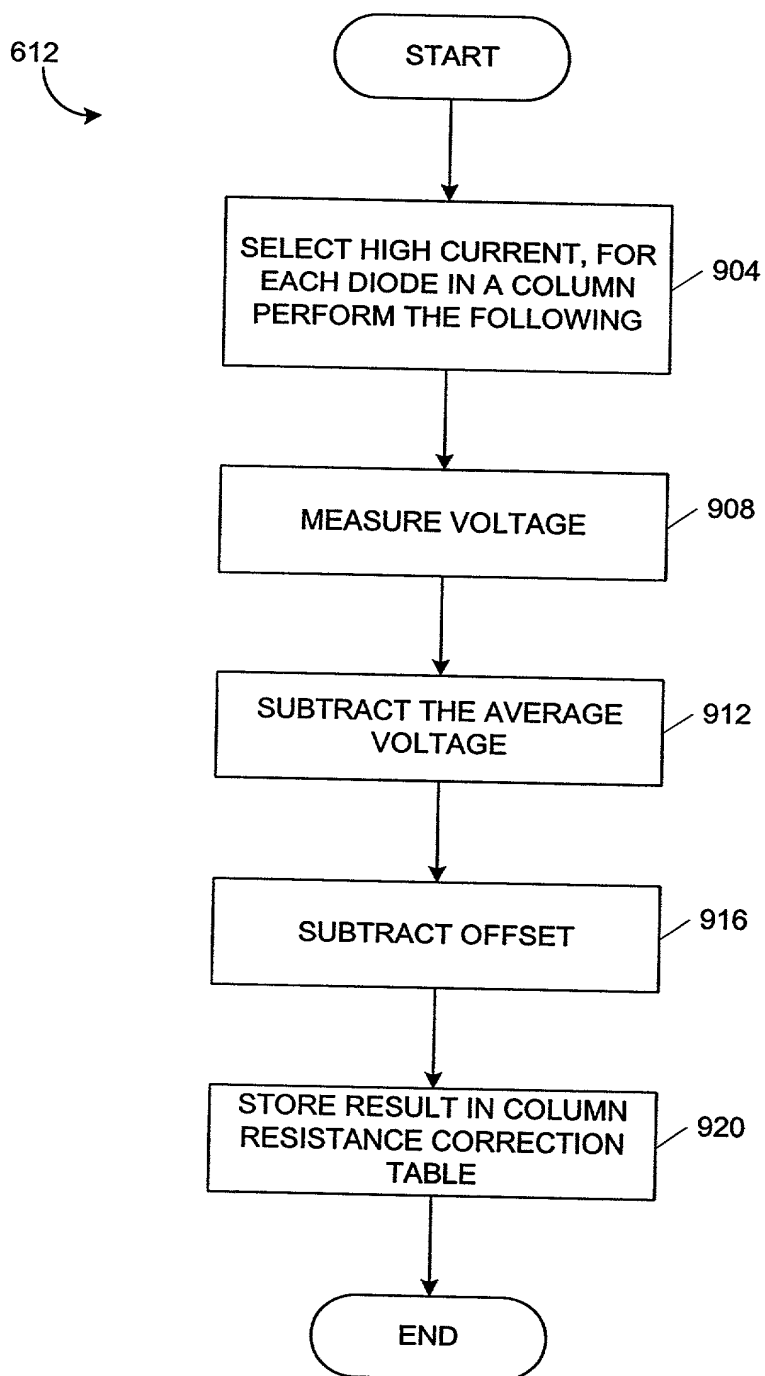 612
START
SELECT HIGH CURRENT, FOR
EACH DIODE IN A COLUMN
PERFORM THE FOLLOWING
904
MEASURE VOLTAGE
908
SUBTRACT THE AVERAGE
VOLTAGE
912
SUBTRACT OFFSET
916
STORE RESULT IN COLUMN
RESISTANCE CORRECTION
TABLE
920
END